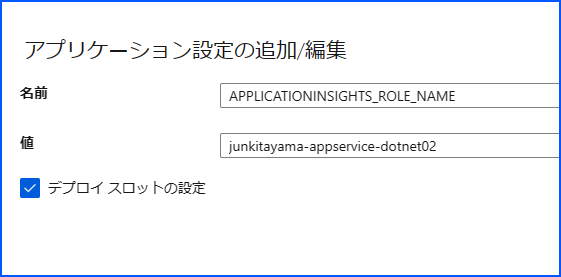 アプリケーション設定の追加/編集
名前 APPLICATIONINSIGHTS_ROLE_NAME
値 junkitayama-appservice-dotnet02
デプロイ スロットの設定